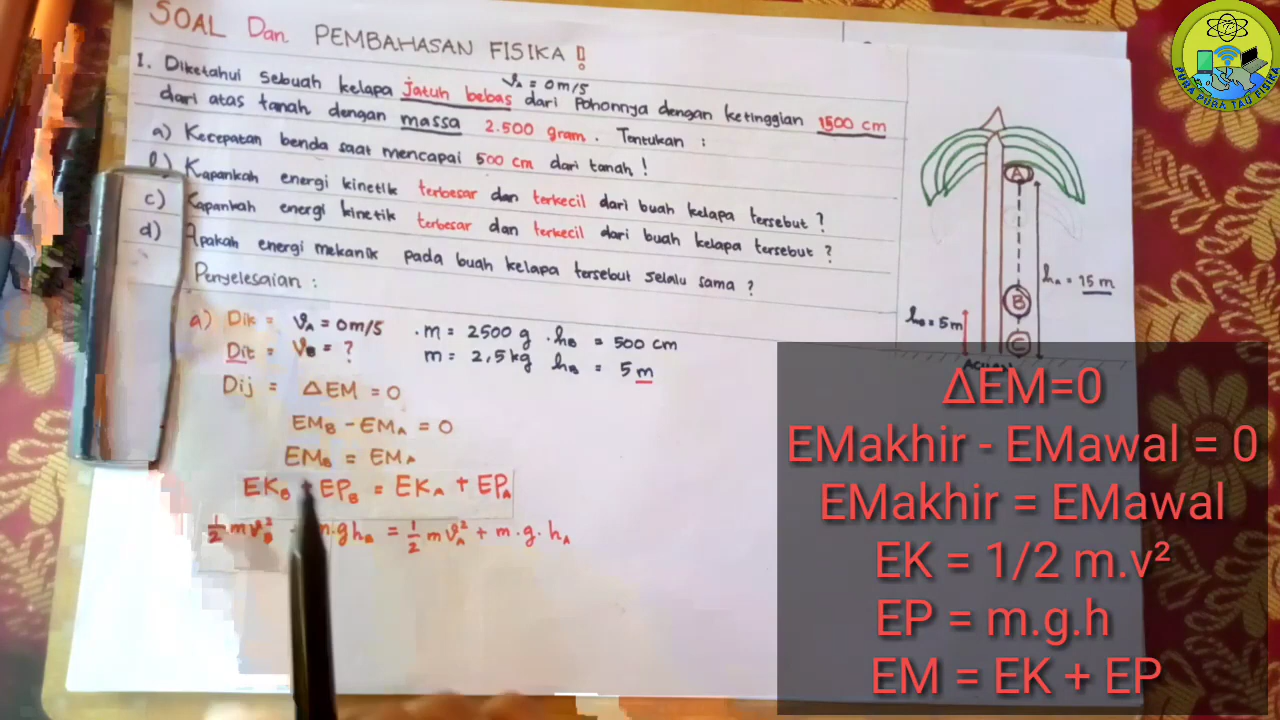 SOAL Dan PEMBAHASAN FISIKA !
1. Diketahui sebuah kelapa jatuh bebas dari pohonnya dengan ketinggian 1500 cm
vA = 0 m/s
dari atas tanah dengan massa 2.500 gram. Tentukan :
a) Kecepatan benda saat mencapai 500 cm dari tanah !
b) Kapankah energi kinetik terbesar dan terkecil dari buah kelapa tersebut ?
c) Kapankah energi kinetik terbesar dan terkecil dari buah kelapa tersebut ?
d) Apakah energi mekanik pada buah kelapa tersebut selalu sama ?
Penyelesaian :
a) Dik = vA = 0 m/s . m = 2500 g . hB = 500 cm
Dit = vB = ? m = 2,5 kg hB = 5 m
Dij = ΔEM = 0
EMB - EMA = 0
EMB = EMA
EKB EPB = EKA + EPA
1/2 m vB² m.g hB = 1/2 m vA² + m.g.hA
A
B
C
hA = 15 m
hB = 5m
ΔEM=0
EMakhir - EMawal = 0
EMakhir = EMawal
EK = 1/2 m.v²
EP = m.g.h
EM = EK + EP
PURA PURA TAU FISIKA